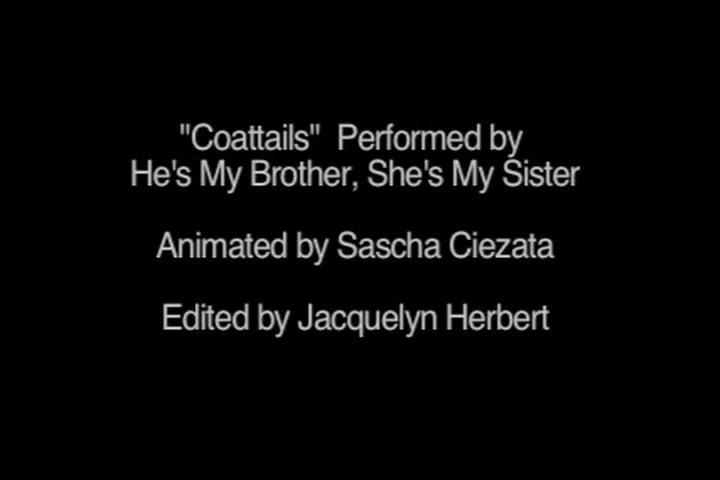 "Coattails"  Performed by
He's My Brother, She's My Sister
Animated by Sascha Ciezata
Edited by Jacquelyn Herbert